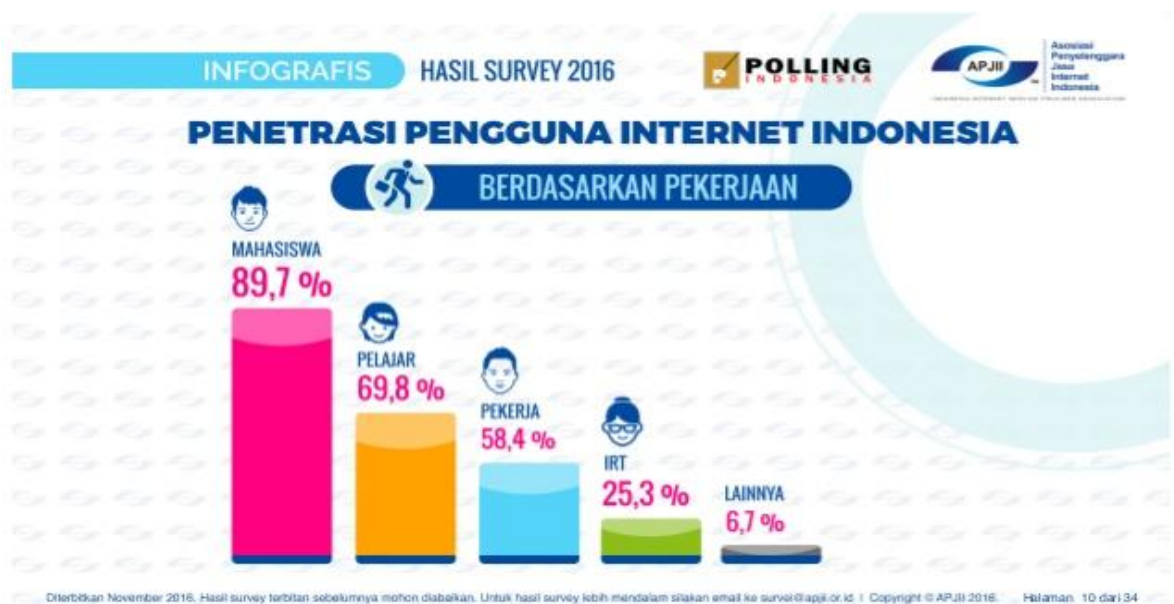 INFOGRAFIS
HASIL SURVEY 2016
POLLING
INDONESIA
APJII
Asosiasi
Penyelenggara
Jasa
Internet
Indonesia
PENETRASI PENGGUNA INTERNET INDONESIA
BERDASARKAN PEKERJAAN
MAHASISWA
89,7 %
PELAJAR
69,8 %
PEKERJA
58,4 %
IRT
25,3 %
LAINNYA
6,7 %
Diterbitkan November 2016. Hasil survey terbitan sebelumnya mohon diabaikan. Untuk hasil survey lebih mendalam silakan email ke survei@apjii.or.id | Copyright © APJII 2016. Halaman 10 dari 34